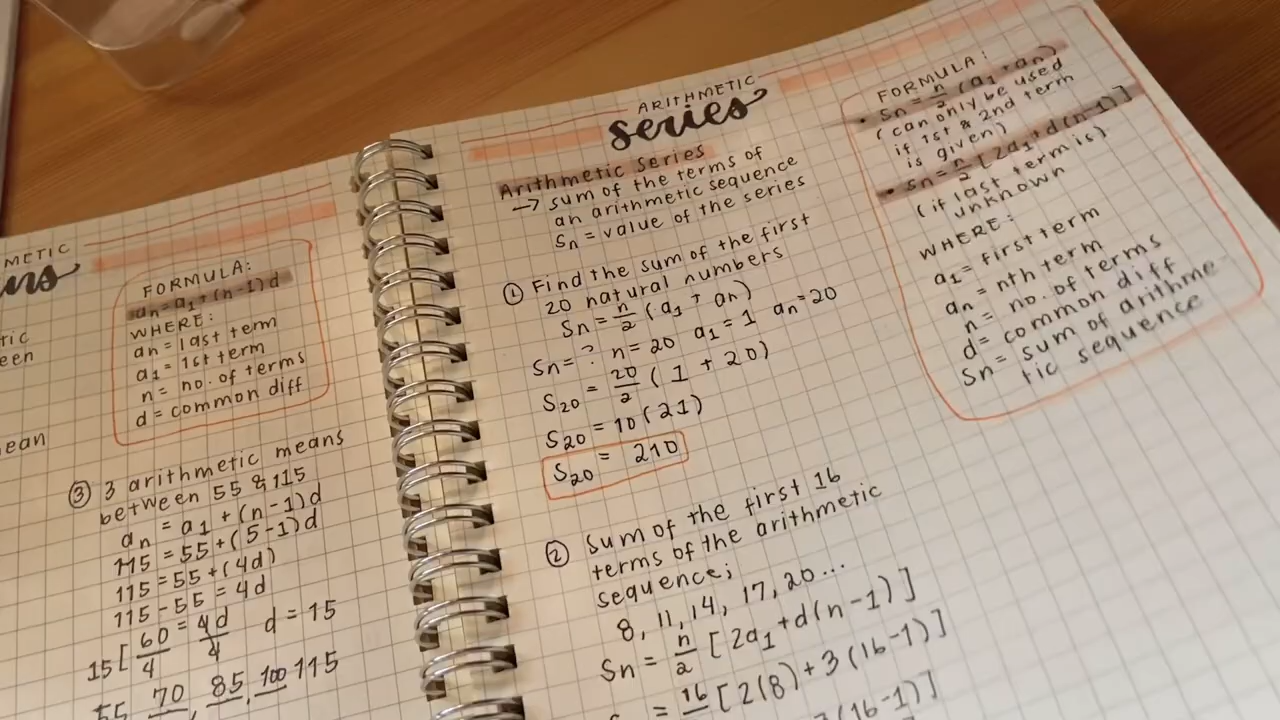 METIC
FORMULA:
an = a1 + (n-1)d
WHERE:
an = last term
a1 = 1st term
n = no. of terms
d = common diff
③ 3 arithmetic means
between 55 & 115
an = a1 + (n-1)d
115 = 55 + (5-1)d
115 = 55 + (4d)
115 - 55 = 4d
15 [ 60/4 = 4d/4 d = 15
55 70, 85, 100 115
ARITHMETIC
series
Arithmetic Series
→ sum of the terms of
an arithmetic sequence
Sn = value of the series
① Find the sum of the first
20 natural numbers
Sn = n/2 (a1 + an)
Sn = ? n = 20 a1 = 1 an = 20
S20 = 20/2 (1 + 20)
S20 = 10(21)
S20 = 210
② Sum of the first 16
terms of the arithmetic
sequence;
8, 11, 14, 17, 20...
Sn = n/2 [2a1 + d(n-1)]
= 16 [2(8) + 3(16-1)]
(16-1)]
FORMULA:
• Sn = n/2 (a1 + an)
(can only be used
if 1st & 2nd term
is given)
• Sn = n/2 [2a1 + d(n-1)]
(if last term is)
unknown
WHERE:
a1 = first term
an = nth term
n = no. of terms
d = common diff
Sn = sum of arithme-
tic sequence